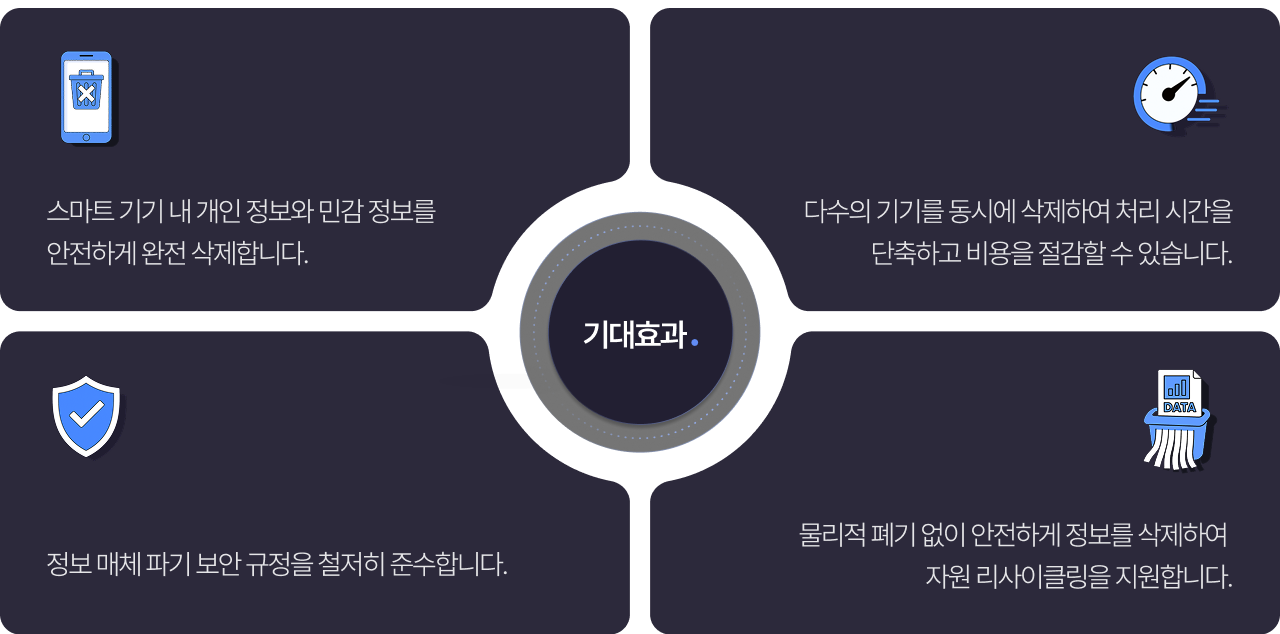 스마트 기기 내 개인 정보와 민감 정보를
안전하게 완전 삭제합니다.
다수의 기기를 동시에 삭제하여 처리 시간을
단축하고 비용을 절감할 수 있습니다.
기대효과.
정보 매체 파기 보안 규정을 철저히 준수합니다.
DATA
물리적 폐기 없이 안전하게 정보를 삭제하여
자원 리사이클링을 지원합니다.